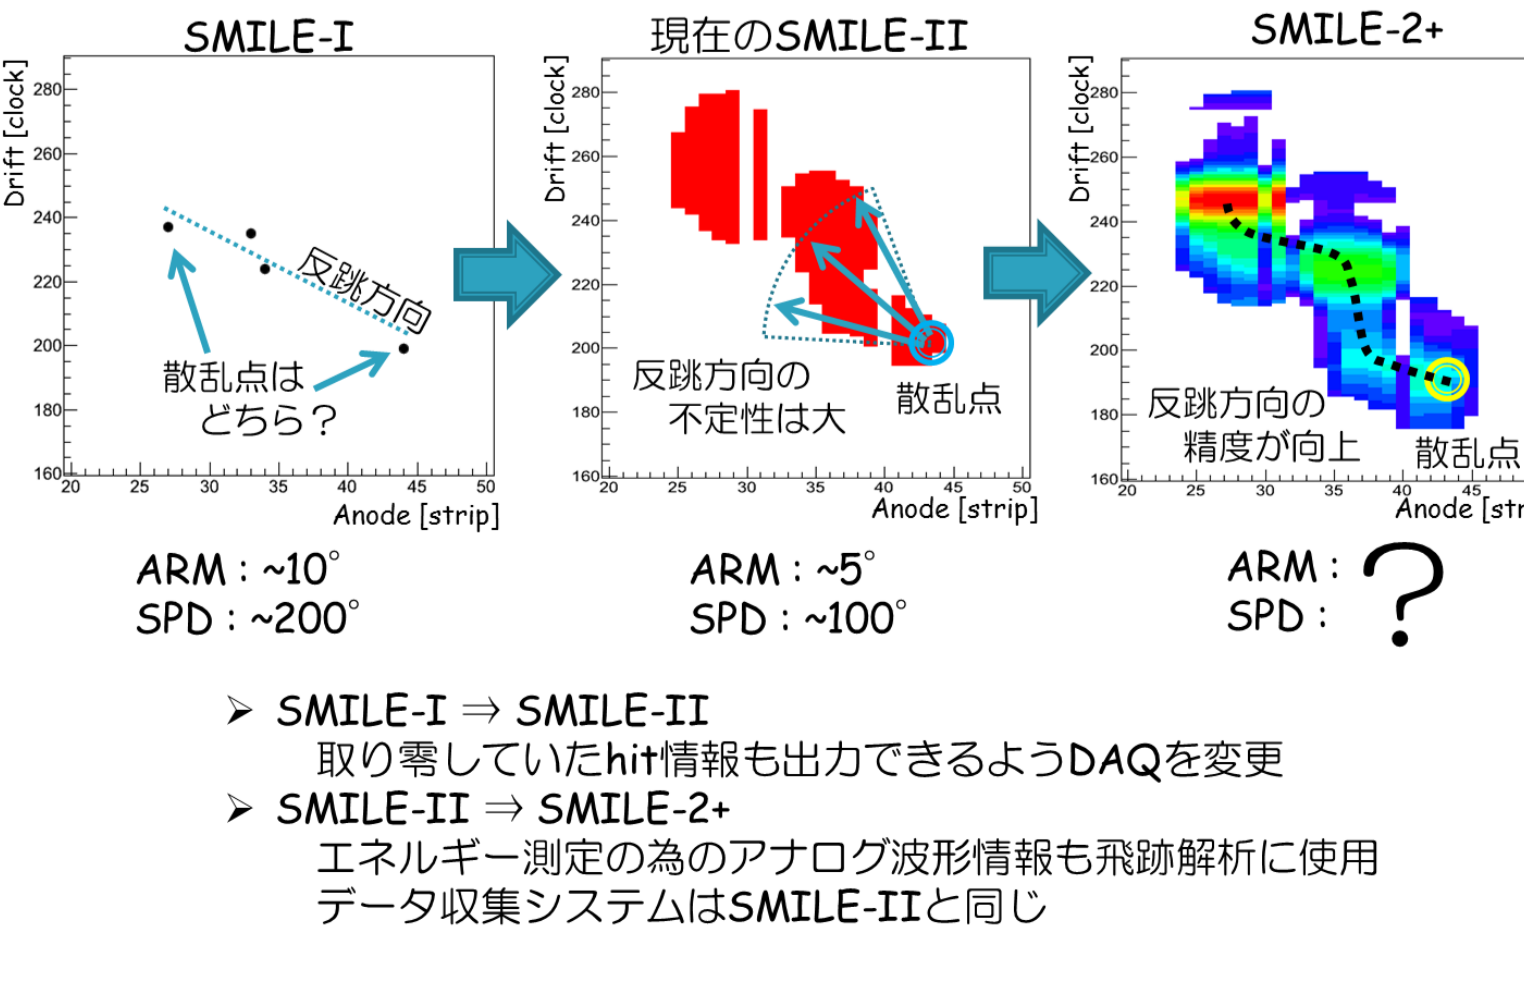 SMILE-I
現在のSMILE-II
SMILE-2+
Drift [clock]
280
260
240
220
200
180
160
20 25 30 35 40 45 50
Anode [strip]
反跳方向
散乱点は
どちら？
Drift [clock]
280
260
240
220
200
180
160
20 25 30 35 40 45 50
Anode [strip]
反跳方向の
不定性は大
散乱点
Drift [clock]
280
260
240
220
200
180
160
20 25 30 35 40 45
Anode [str
反跳方向の
精度が向上
散乱点
ARM : ~10°
SPD : ~200°
ARM : ~5°
SPD : ~100°
ARM :
SPD :
?
➢ SMILE-I ⇒ SMILE-II
取り零していたhit情報も出力できるようDAQを変更
➢ SMILE-II ⇒ SMILE-2+
エネルギー測定の為のアナログ波形情報も飛跡解析に使用
データ収集システムはSMILE-IIと同じ